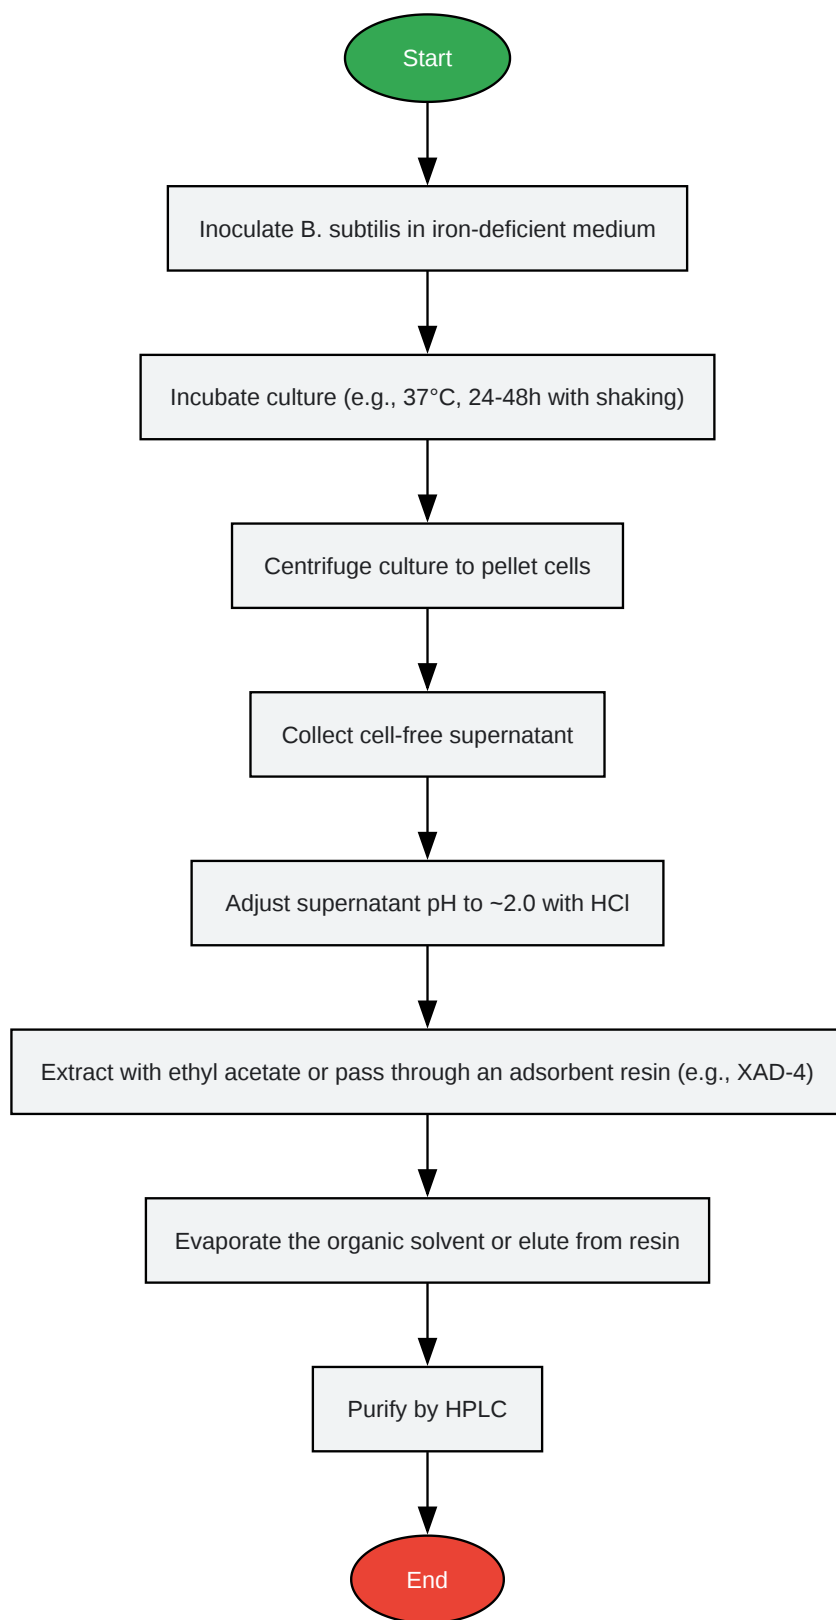 Start
Inoculate B. subtilis in iron-deficient medium
Incubate culture (e.g., 37°C, 24-48h with shaking)
Centrifuge culture to pellet cells
Collect cell-free supernatant
Adjust supernatant pH to ~2.0 with HCl
Extract with ethyl acetate or pass through an adsorbent resin (e.g., XAD-4)
Evaporate the organic solvent or elute from resin
Purify by HPLC
End